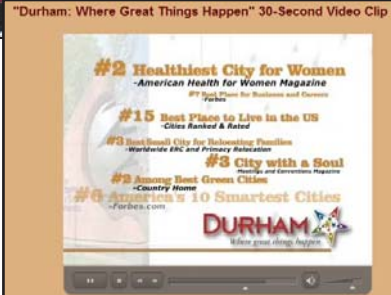 "Durham: Where Great Things Happen" 30-Second Video Clip
#2 Healthiest City for Women
-American Health for Women Magazine
#7 Best Place for Business and Careers
-Forbes
#15 Best Place to Live in the US
-Cities Ranked & Rated
#3 Best Small City for Relocating Families
-Worldwide ERC and Primacy Relocation
#3 City with a Soul
Meetings and Conventions Magazine
#2 Among Best Green Cities
-Country Home
#6 America's 10 Smartest Cities
-Forbes.com
DURHAM
Where great things happen